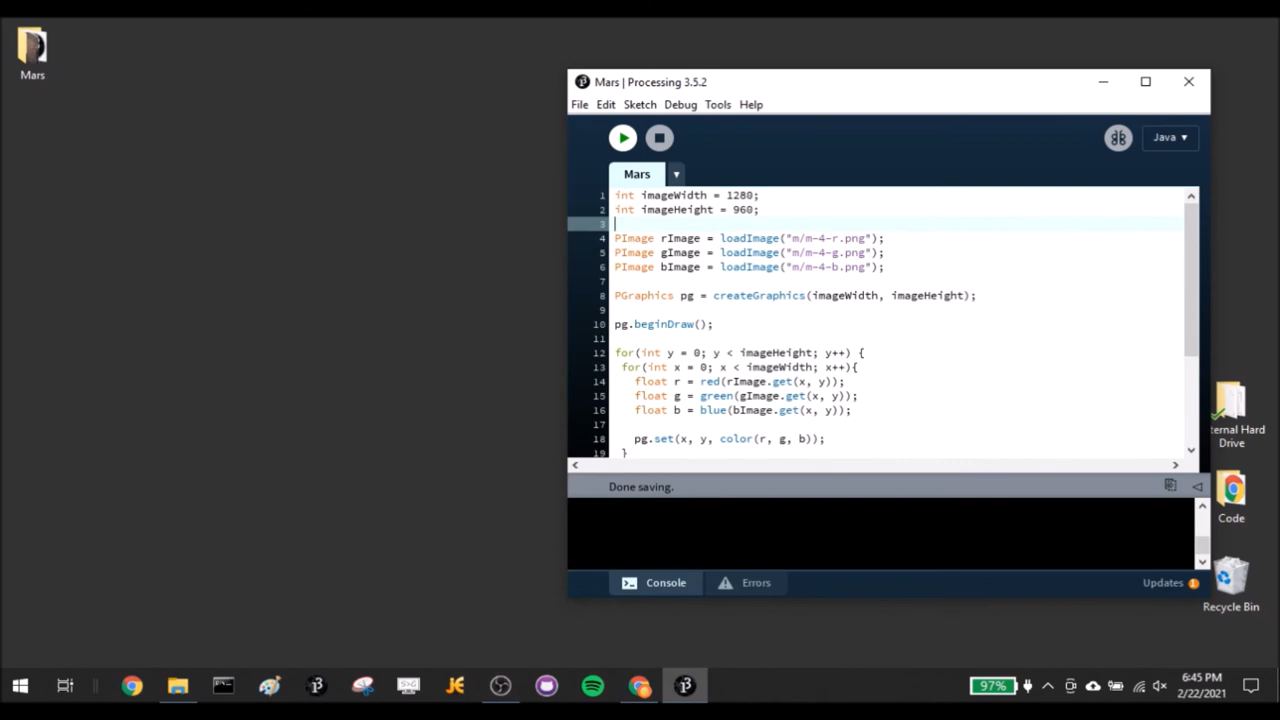 Mars
Mars | Processing 3.5.2
File Edit Sketch Debug Tools Help
Java ▾
Mars
1 int imageWidth = 1280;
2 int imageHeight = 960;
3
4 PImage rImage = loadImage("m/m-4-r.png");
5 PImage gImage = loadImage("m/m-4-g.png");
6 PImage bImage = loadImage("m/m-4-b.png");
7
8 PGraphics pg = createGraphics(imageWidth, imageHeight);
9
10 pg.beginDraw();
11
12 for(int y = 0; y < imageHeight; y++) {
13 for(int x = 0; x < imageWidth; x++){
14 float r = red(rImage.get(x, y));
15 float g = green(gImage.get(x, y));
16 float b = blue(bImage.get(x, y));
17
18 pg.set(x, y, color(r, g, b));
19 }
Done saving.
Console Errors
Updates 1
ternal Hard
Drive
Code
Recycle Bin
97%
6:45 PM
2/22/2021